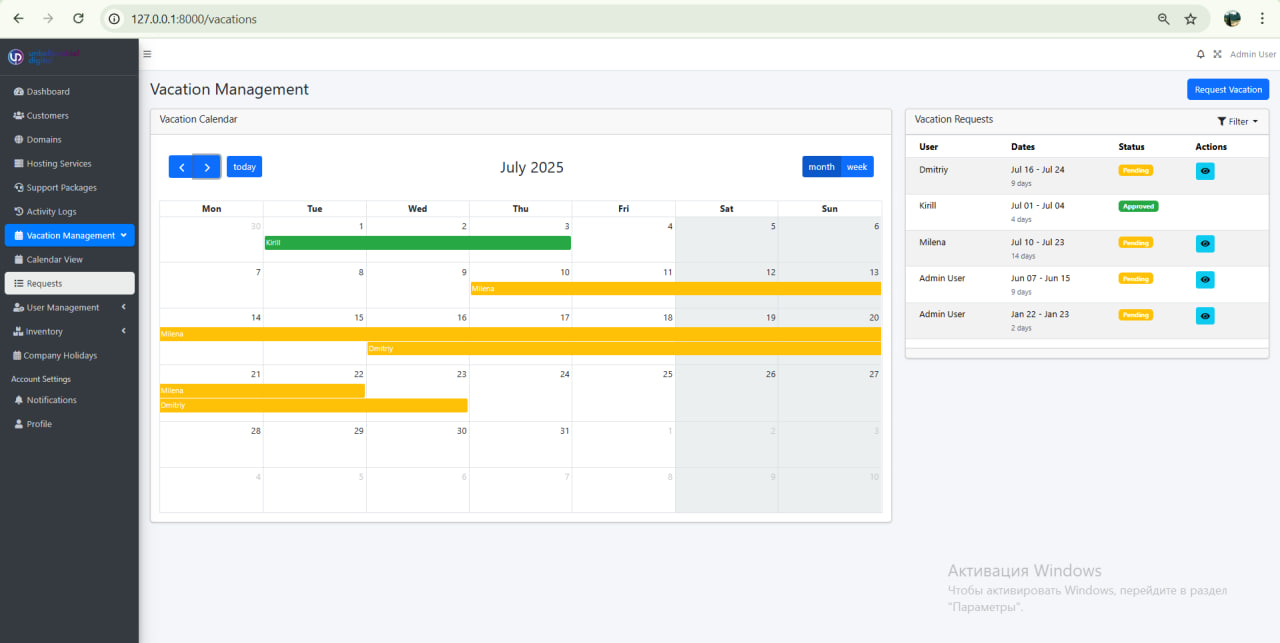 127.0.0.1:8000/vacations
digital
Admin User
Dashboard
Customers
Domains
Hosting Services
Support Packages
Activity Logs
Vacation Management
Calendar View
Requests
User Management
Inventory
Company Holidays
Account Settings
Notifications
Profile
Vacation Management
Request Vacation
Vacation Calendar
today
July 2025
month week
Mon Tue Wed Thu Fri Sat Sun
30 1 2 3 4 5 6
Kirill
7 8 9 10 11 12 13
Milena
14 15 16 17 18 19 20
Milena
Dmitriy
21 22 23 24 25 26 27
Milena
Dmitriy
28 29 30 31 1 2 3
4 5 6 7 8 9 10
Vacation Requests
Filter
User Dates Status Actions
Dmitriy Jul 16 - Jul 24 Pending
9 days
Kirill Jul 01 - Jul 04 Approved
4 days
Milena Jul 10 - Jul 23 Pending
14 days
Admin User Jun 07 - Jun 15 Pending
9 days
Admin User Jan 22 - Jan 23 Pending
2 days
Активация Windows
Чтобы активировать Windows, перейдите в раздел
"Параметры".